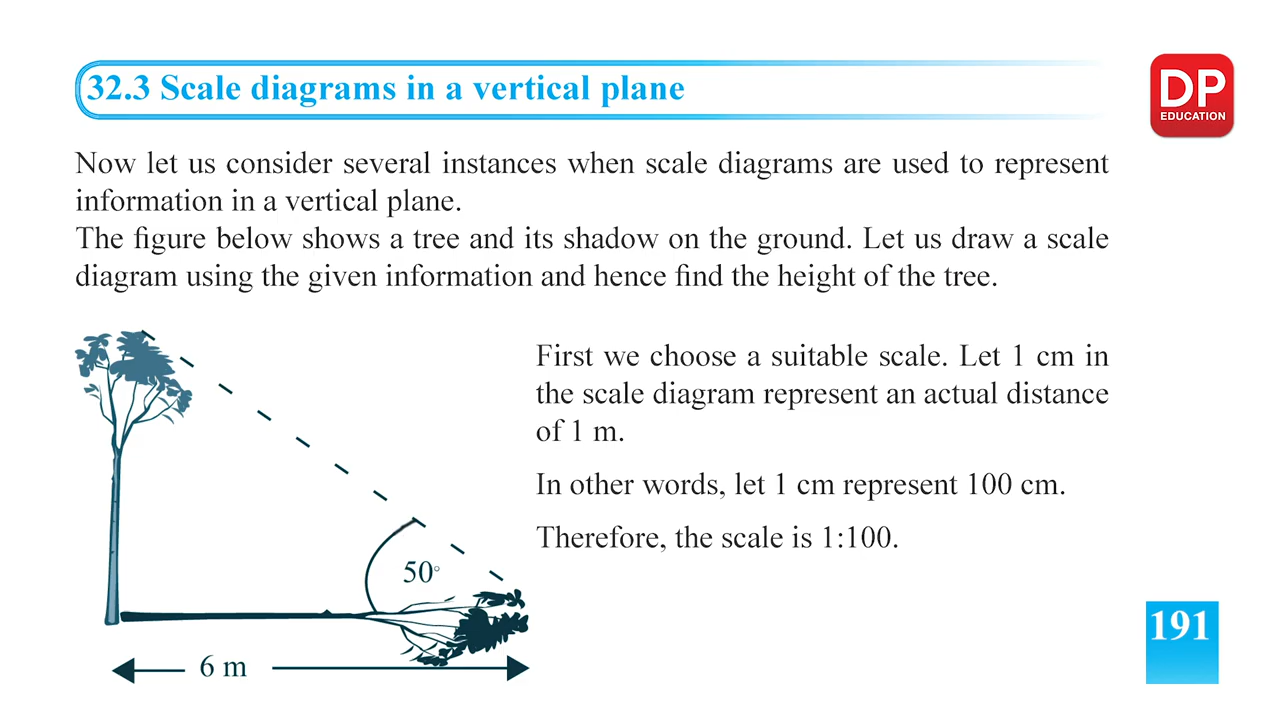 32.3 Scale diagrams in a vertical plane
DP
EDUCATION
Now let us consider several instances when scale diagrams are used to represent
information in a vertical plane.
The figure below shows a tree and its shadow on the ground. Let us draw a scale
diagram using the given information and hence find the height of the tree.
First we choose a suitable scale. Let 1 cm in
the scale diagram represent an actual distance
of 1 m.
In other words, let 1 cm represent 100 cm.
Therefore, the scale is 1:100.
50°
6 m
191